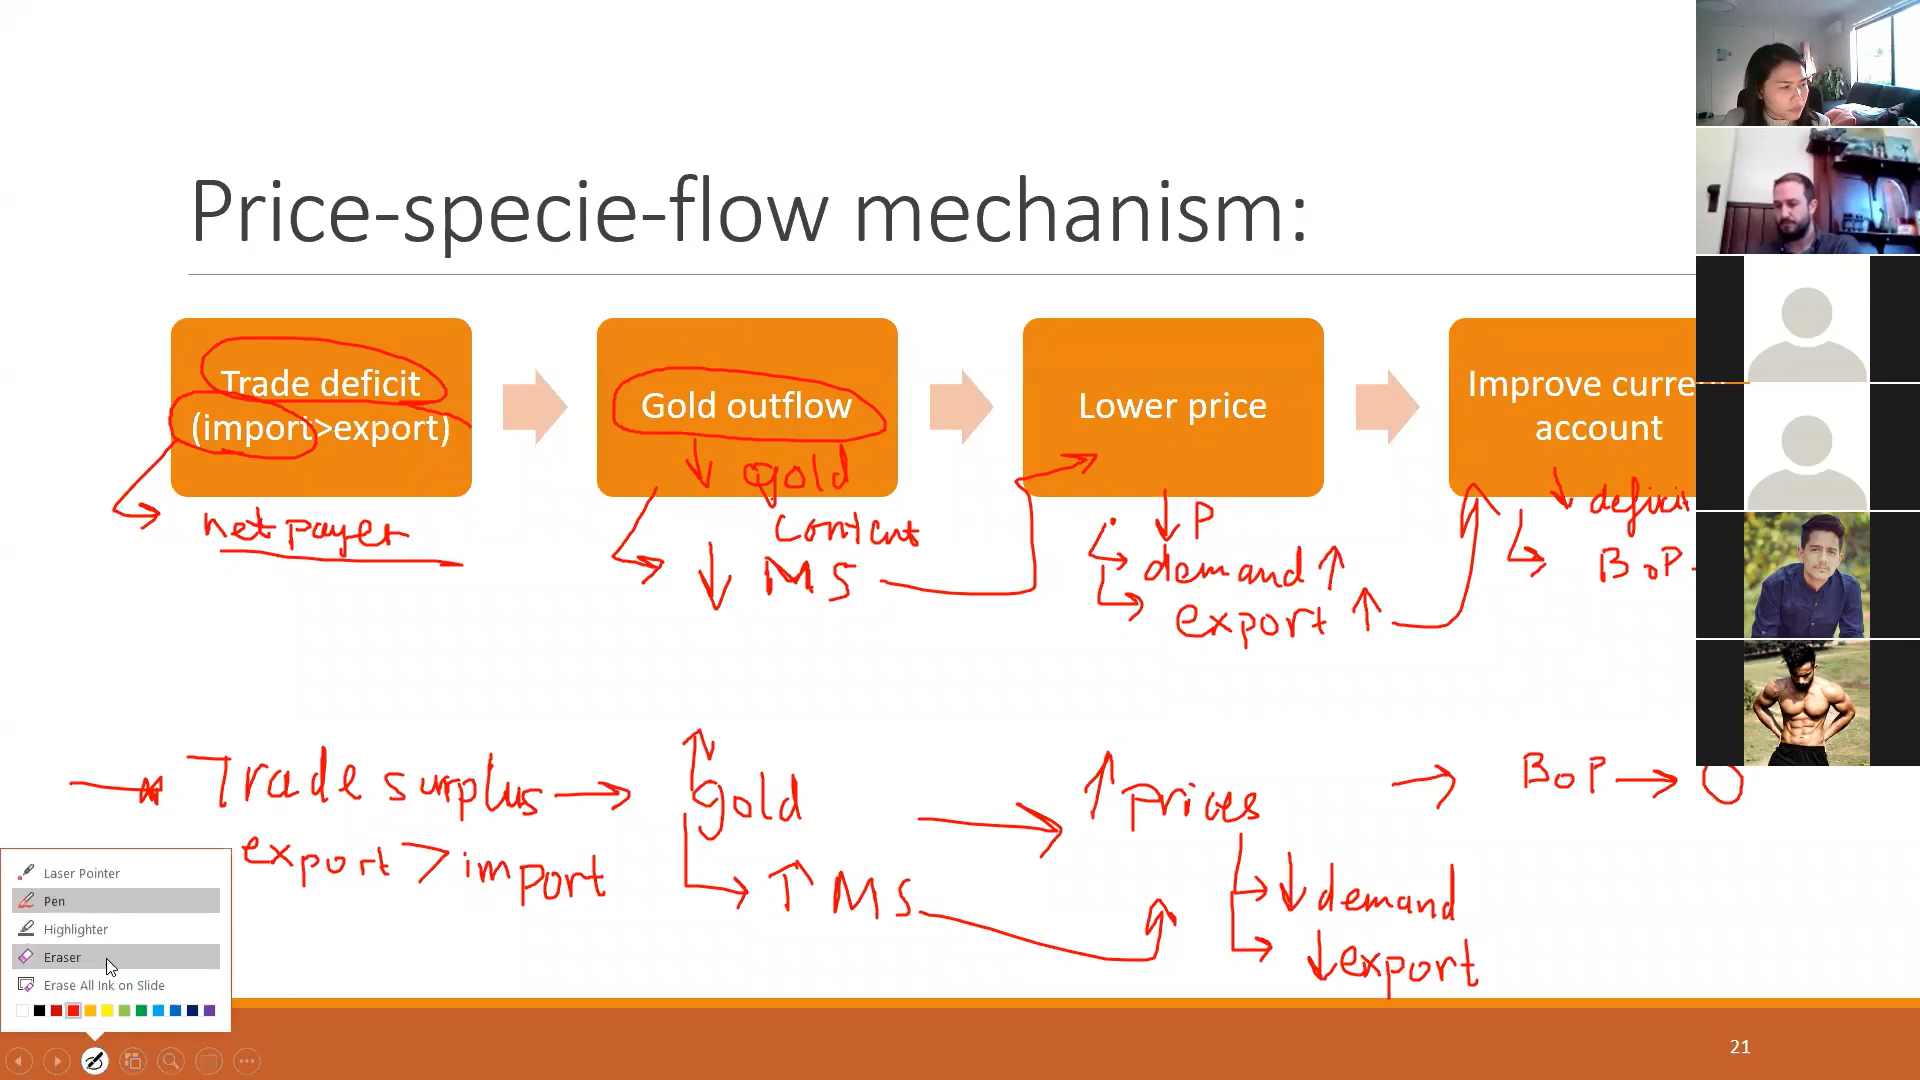 Price-specie-flow mechanism:
Trade deficit
(import>export)
Gold outflow
Lower price
Improve curre
account
↓ gold
content
↓ MS
net payer
↓ P
demand ↑
export ↑
↓ deficit
BoP
Trade surplus → ↑ gold → ↑ prices → BoP → 0
export > import
↑ MS
↓ demand
↓ export
Laser Pointer
Pen
Highlighter
Eraser
Erase All Ink on Slide
21